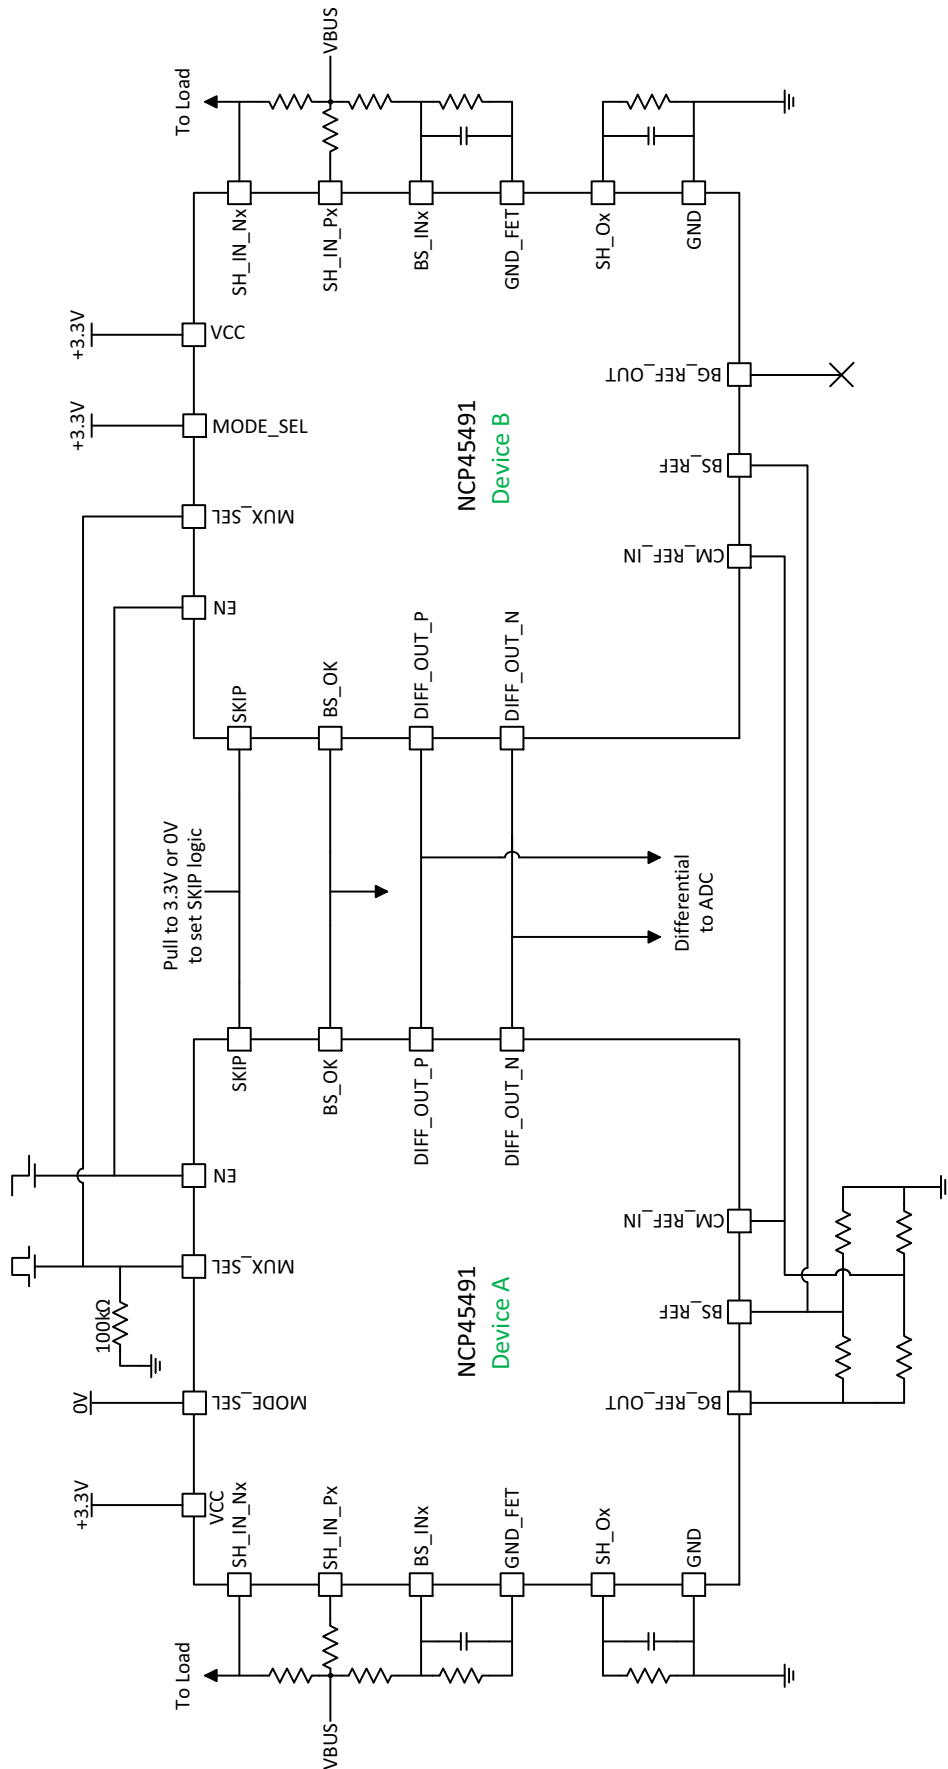 VBUS
To Load
SH_IN_Nx
SH_IN_Px
BS_INx
GND_FET
SH_Ox
GND
+3.3V
VCC
+3.3V
MODE_SEL
MUX_SEL
EN
BG_REF_OUT
BS_REF
CM_REF_IN
NCP45491
Device B
SKIP
BS_OK
DIFF_OUT_P
DIFF_OUT_N
Pull to 3.3V or 0V
to set SKIP logic
Differential
to ADC
SKIP
BS_OK
DIFF_OUT_P
DIFF_OUT_N
EN
MUX_SEL
100kΩ
0V
MODE_SEL
+3.3V
VCC
CM_REF_IN
BS_REF
BG_REF_OUT
NCP45491
Device A
SH_IN_Nx
SH_IN_Px
BS_INx
GND_FET
SH_Ox
GND
To Load
VBUS